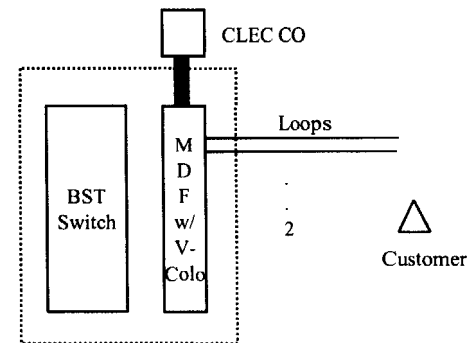 CLEC CO
Loops
M
D
F
w/
V-
Colo
BST
Switch
.
.
2
Customer